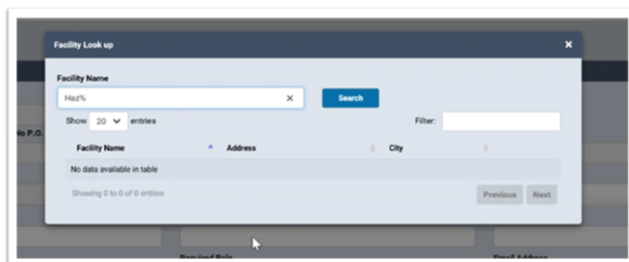 Facility Look up ×
Facility Name
Haz% × Search
Show 20 entries Filter:
No P.O.
Facility Name Address City
No data available in table
Showing 0 to 0 of 0 entries Previous Next
Required Role Email Address